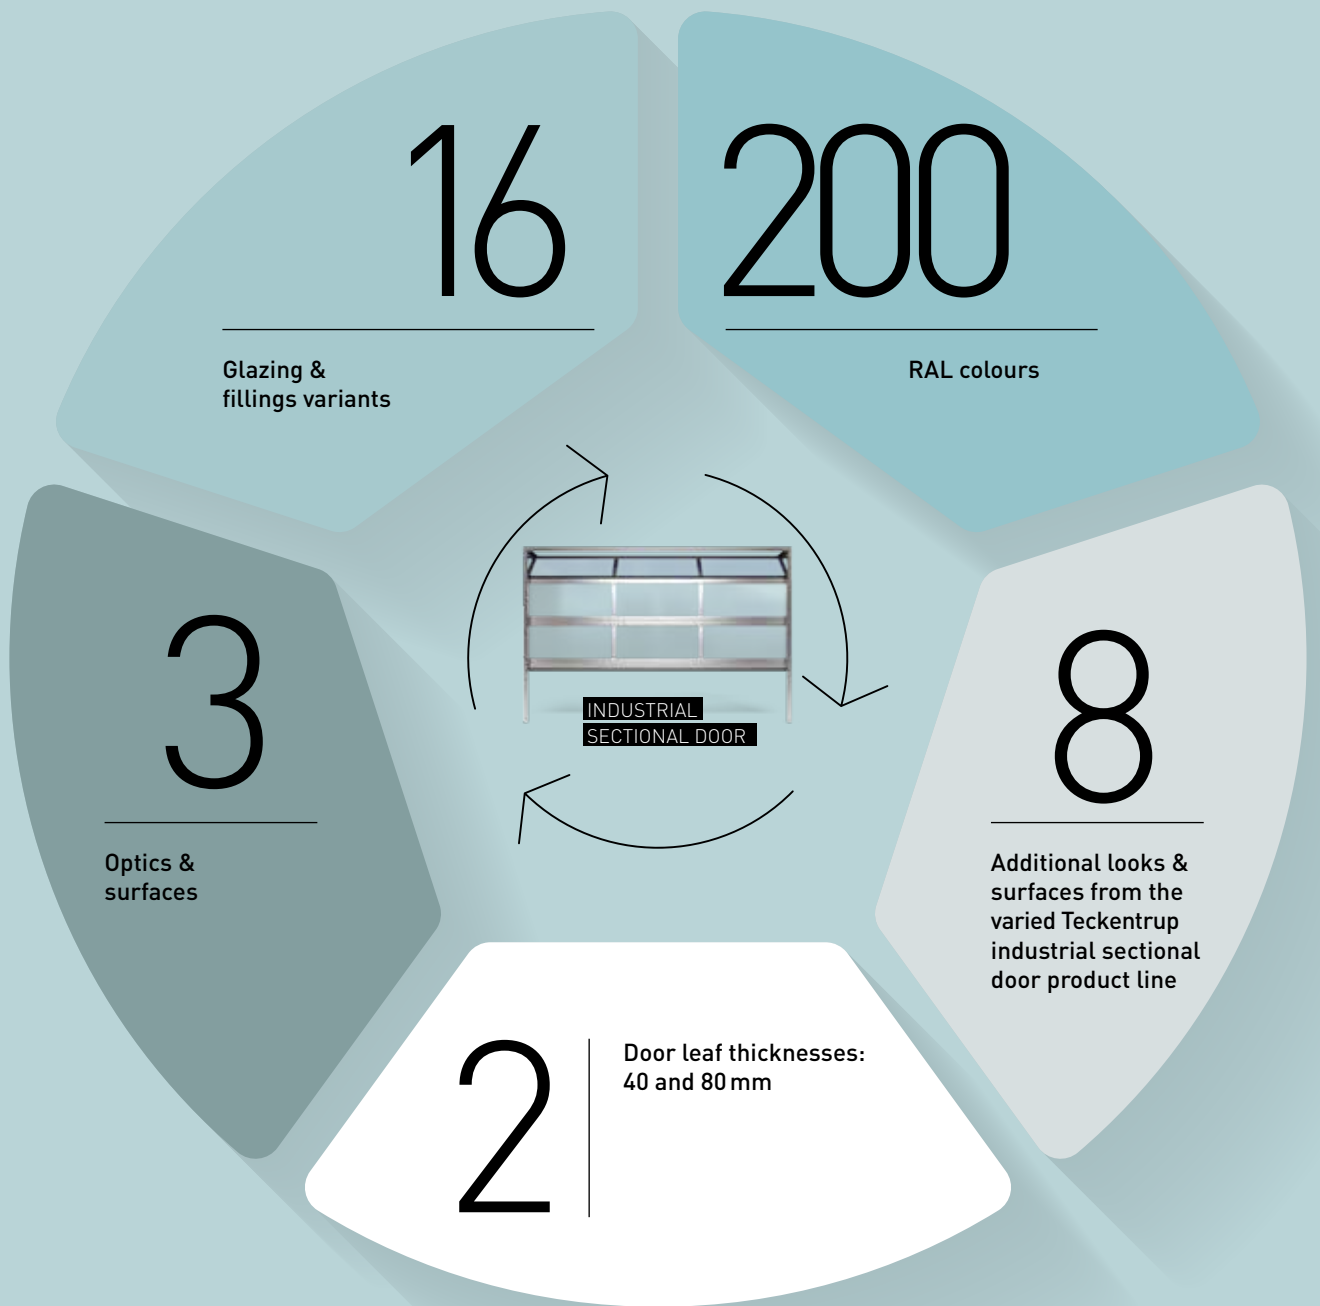 16
Glazing &
fillings variants
200
RAL colours
3
Optics &
surfaces
INDUSTRIAL
SECTIONAL DOOR
8
Additional looks &
surfaces from the
varied Teckentrup
industrial sectional
door product line
2
Door leaf thicknesses:
40 and 80 mm